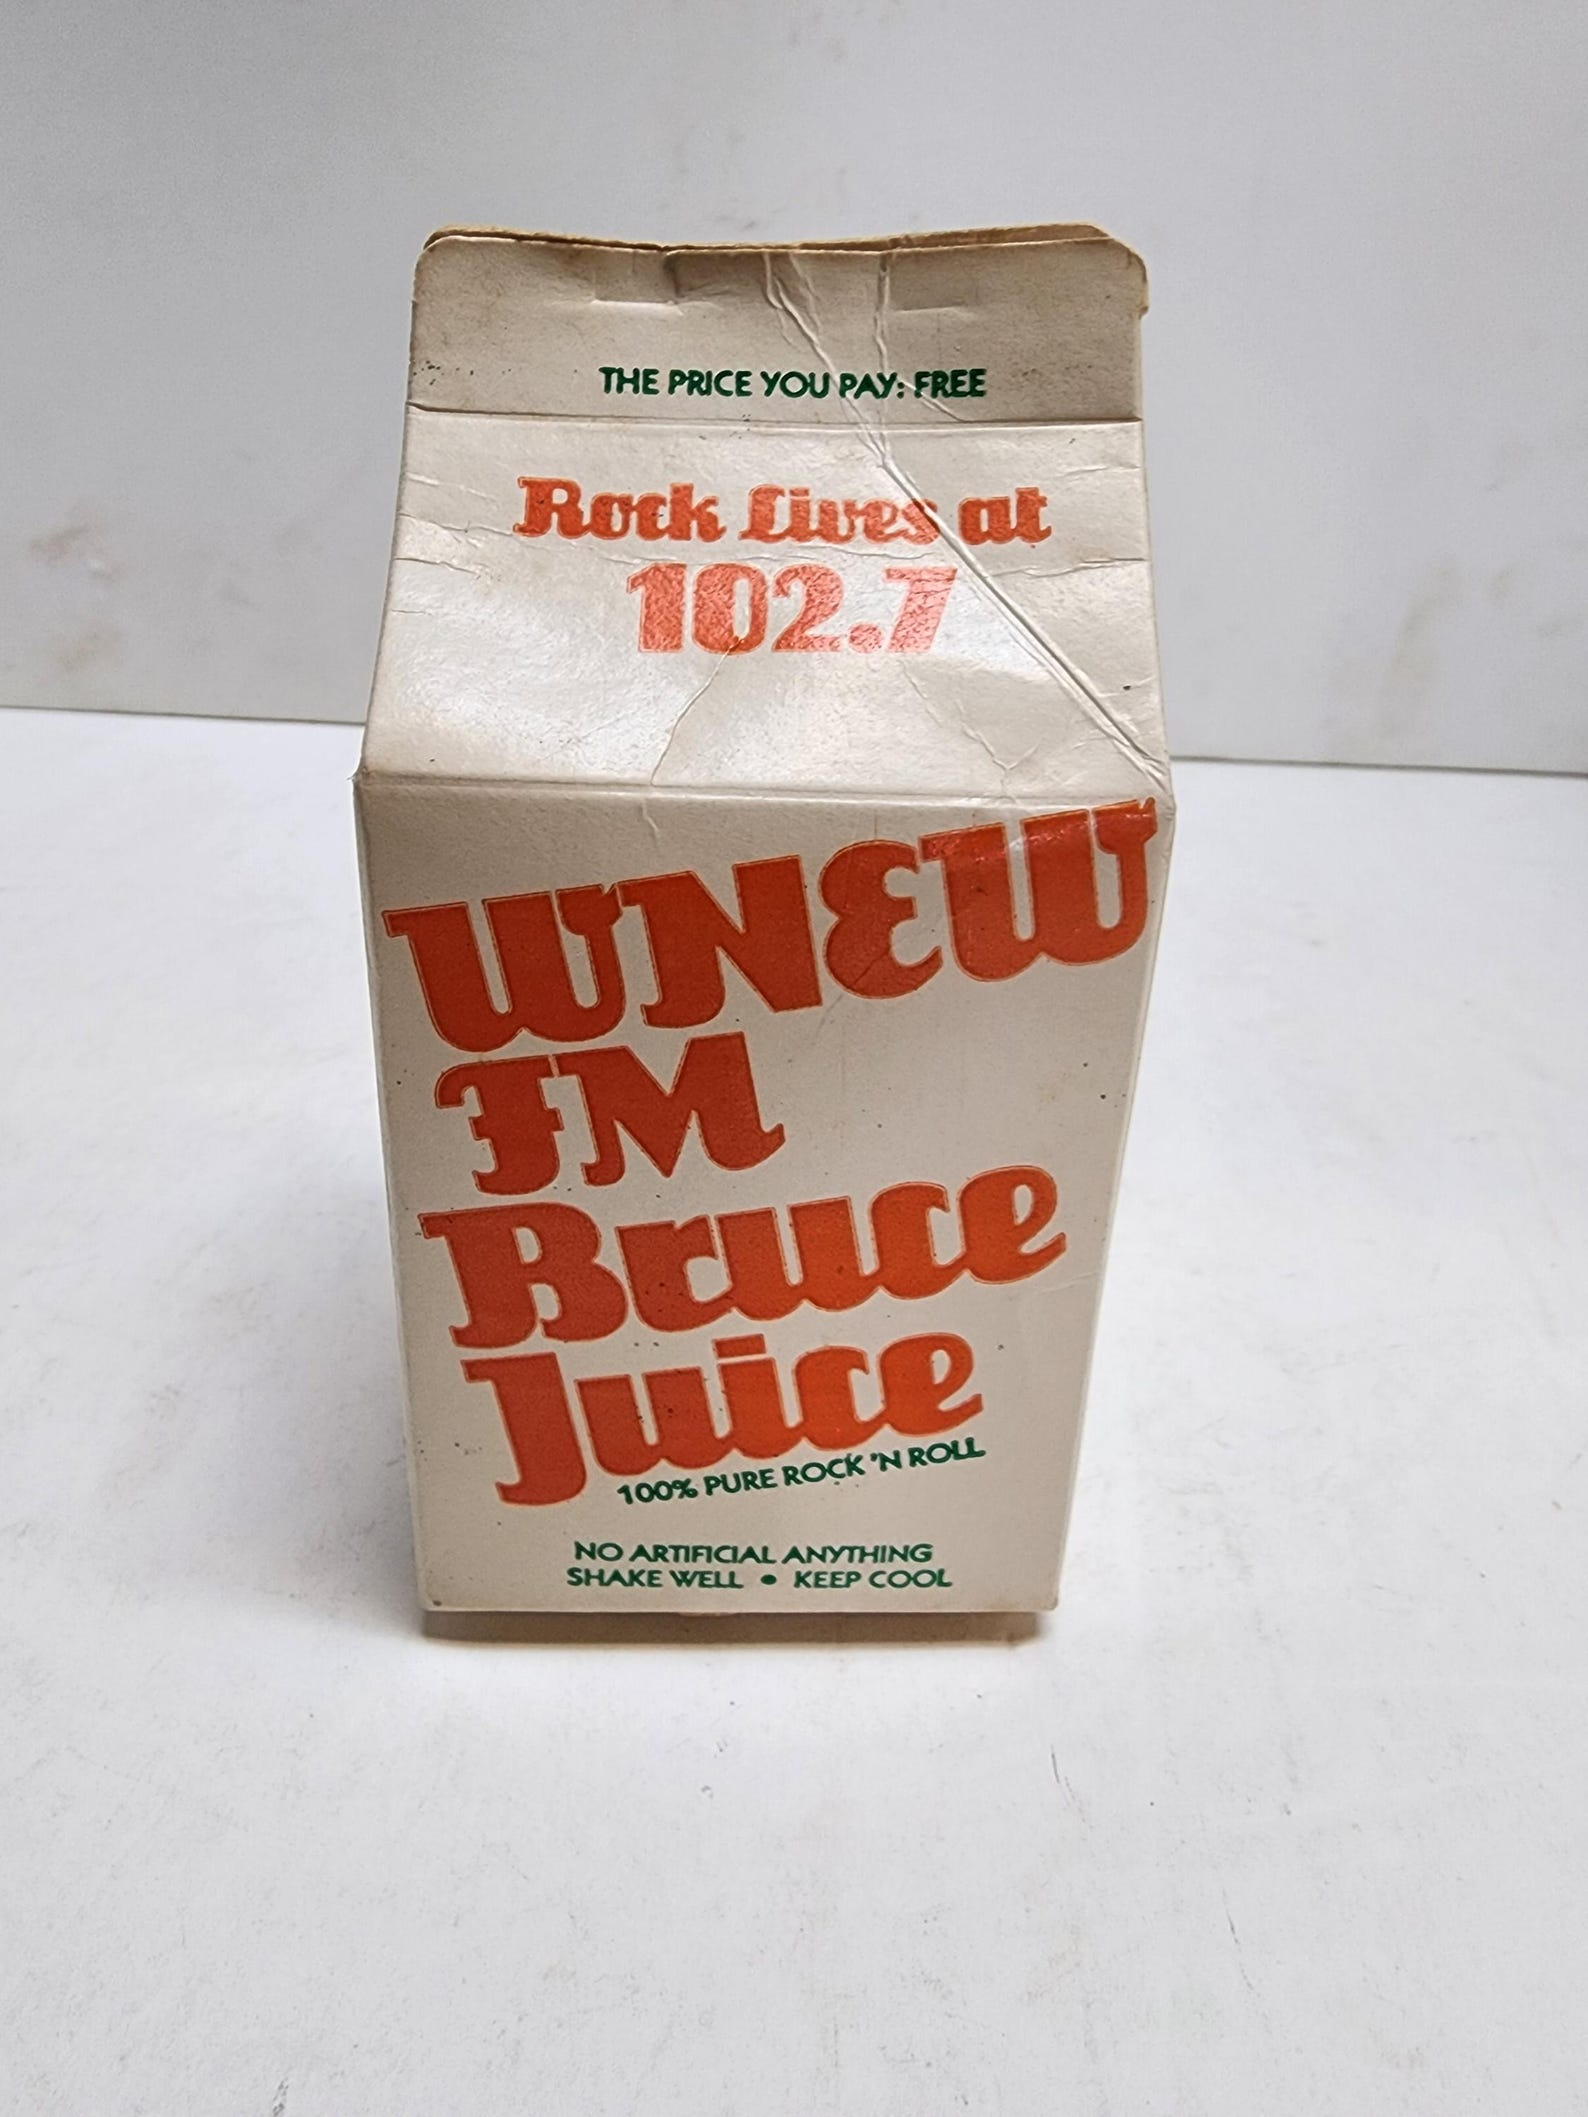 THE PRICE YOU PAY: FREE
Rock Lives at
102.7
WNEW
FM
Bruce
Juice
100% PURE ROCK 'N ROLL
NO ARTIFICIAL ANYTHING
SHAKE WELL • KEEP COOL